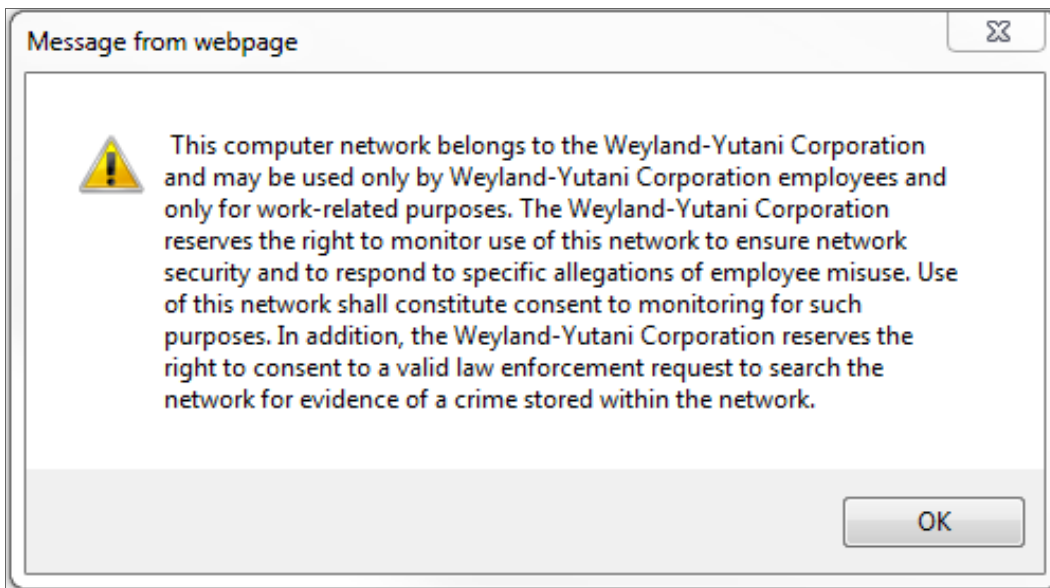 Message from webpage
This computer network belongs to the Weyland-Yutani Corporation
and may be used only by Weyland-Yutani Corporation employees and
only for work-related purposes. The Weyland-Yutani Corporation
reserves the right to monitor use of this network to ensure network
security and to respond to specific allegations of employee misuse. Use
of this network shall constitute consent to monitoring for such
purposes. In addition, the Weyland-Yutani Corporation reserves the
right to consent to a valid law enforcement request to search the
network for evidence of a crime stored within the network.
OK